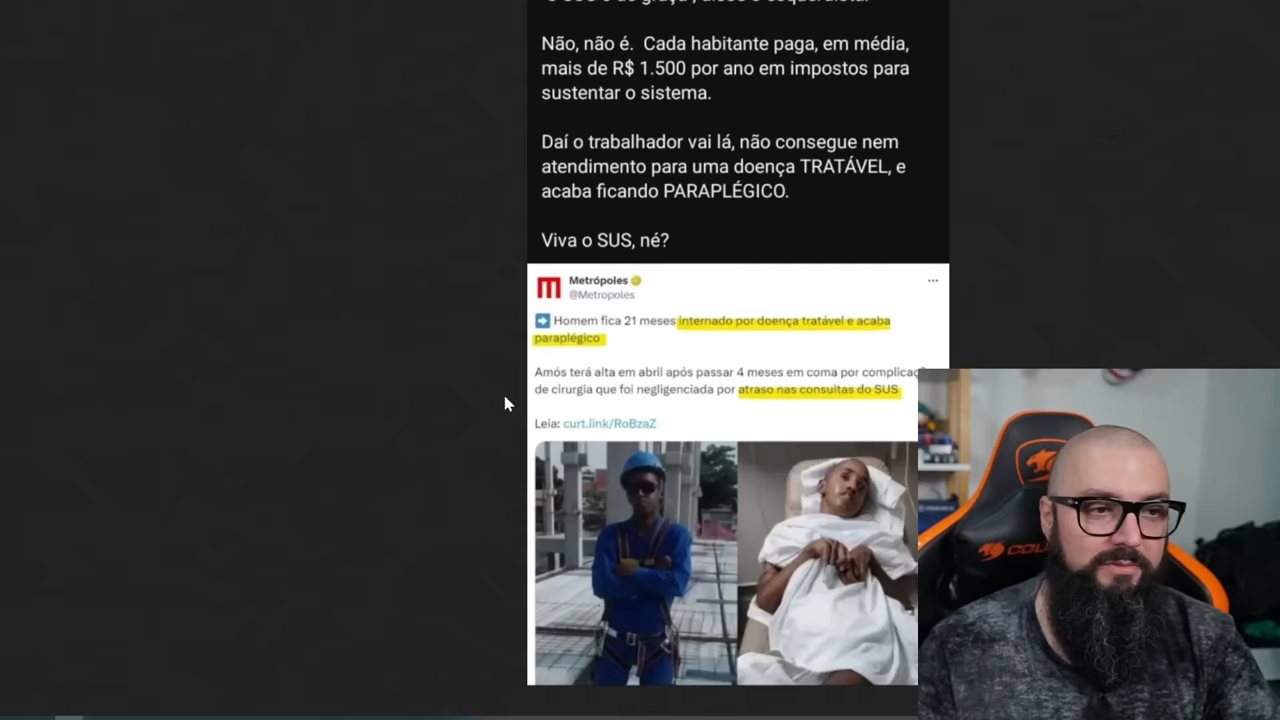 Não, não é. Cada habitante paga, em média,
mais de R$ 1.500 por ano em impostos para
sustentar o sistema.
Daí o trabalhador vai lá, não consegue nem
atendimento para uma doença TRATÁVEL, e
acaba ficando PARAPLÉGICO.
Viva o SUS, né?
Metrópoles
@Metropoles
Homem fica 21 meses internado por doença tratável e acaba
paraplégico
Amós terá alta em abril após passar 4 meses em coma por
de cirurgia que foi negligenciada por atraso nas consultas do SUS
Leia: curt.link/RoBzaZ